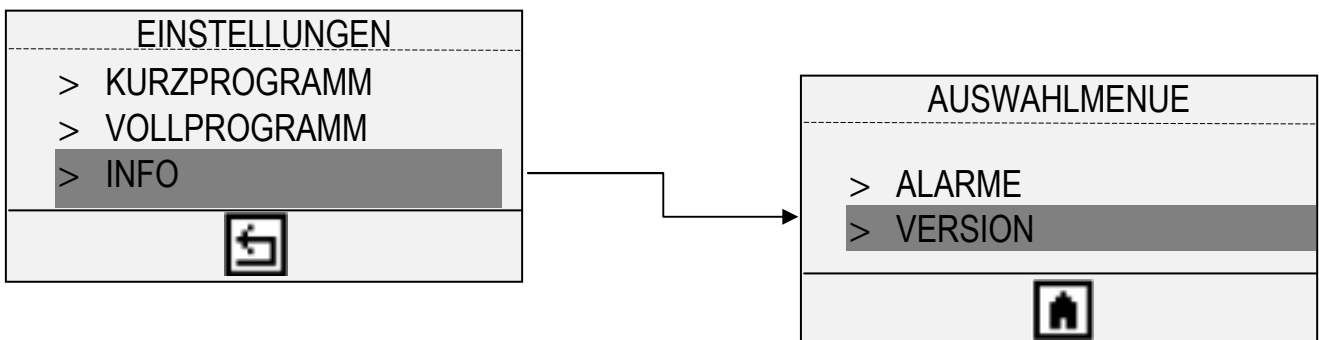 EINSTELLUNGEN
> KURZPROGRAMM
> VOLLPROGRAMM
> INFO
AUSWAHLMENUE
> ALARME
> VERSION